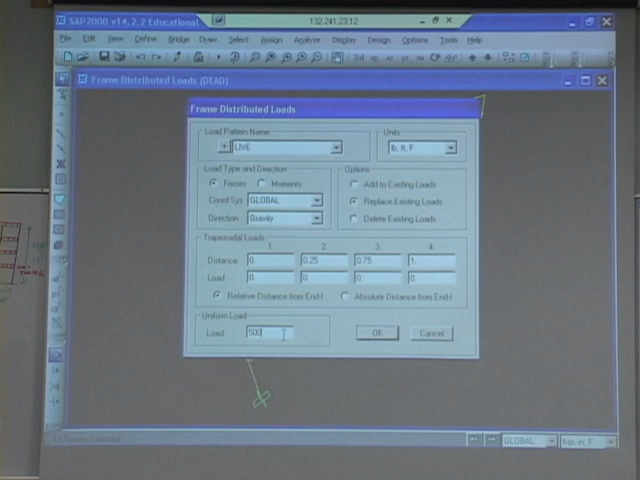 SAP2000 v14.2.2 Educational
132.241.23.12
File Edit View Define Bridge Draw Select Assign Analyze Display Design Options Tools Help
Frame Distributed Loads (DEAD)
Frame Distributed Loads
Load Pattern Name
+ LIVE
Units
lb, ft, F
Load Type and Direction
Forces Moments
Coord Sys GLOBAL
Direction Gravity
Options
Add to Existing Loads
Replace Existing Loads
Delete Existing Loads
Trapezoidal Loads
1. 2. 3. 4.
Distance 0. 0.25 0.75 1.
Load 0. 0. 0. 0.
Relative Distance from End-I Absolute Distance from End-I
Uniform Load
Load 500
OK Cancel
Frames Selected
GLOBAL Kip, in, F